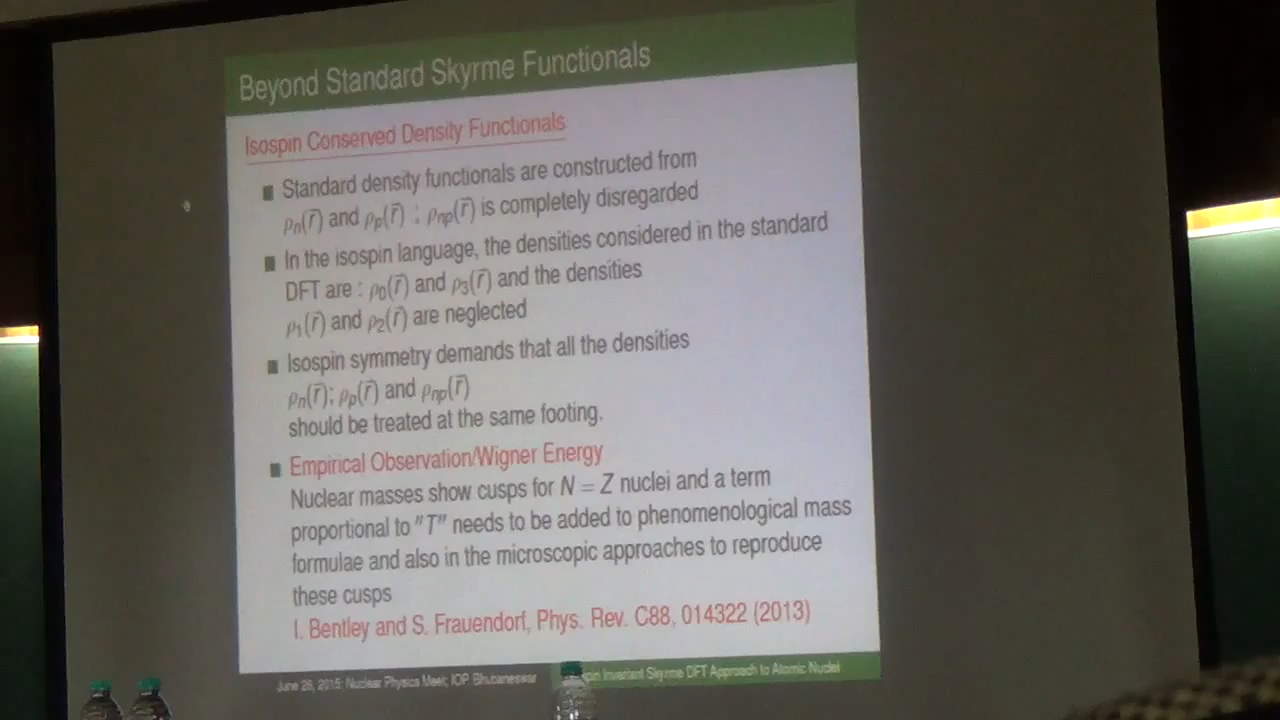 Beyond Standard Skyrme Functionals
Isospin Conserved Density Functionals
■ Standard density functionals are constructed from
ρn(r⃗) and ρp(r⃗) : ρnp(r⃗) is completely disregarded
■ In the isospin language, the densities considered in the standard
DFT are : ρ0(r⃗) and ρ3(r⃗) and the densities
ρ1(r⃗) and ρ2(r⃗) are neglected
■ Isospin symmetry demands that all the densities
ρn(r⃗); ρp(r⃗) and ρnp(r⃗)
should be treated at the same footing.
■ Empirical Observation/Wigner Energy
Nuclear masses show cusps for N = Z nuclei and a term
proportional to "T" needs to be added to phenomenological mass
formulae and also in the microscopic approaches to reproduce
these cusps
I. Bentley and S. Frauendorf, Phys. Rev. C88, 014322 (2013)
June 26, 2015: Nuclear Physics Meet; IOP Bhubaneswar
pin Invariant Skyrme DFT Approach to Atomic Nuclei